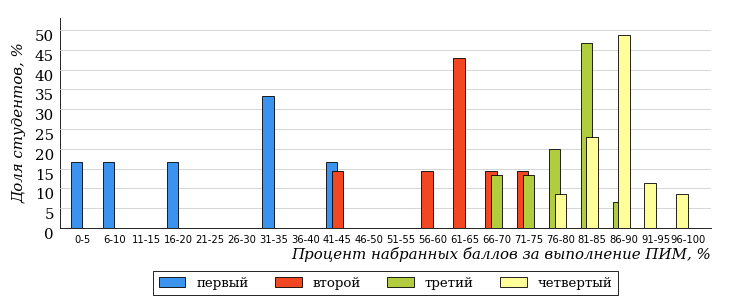 Доля студентов, %
50
45
40
35
30
25
20
15
10
5
0
0-5 6-10 11-15 16-20 21-25 26-30 31-35 36-40 41-45 46-50 51-55 56-60 61-65 66-70 71-75 76-80 81-85 86-90 91-95 96-100
Процент набранных баллов за выполнение ПИМ, %
первый второй третий четвертый